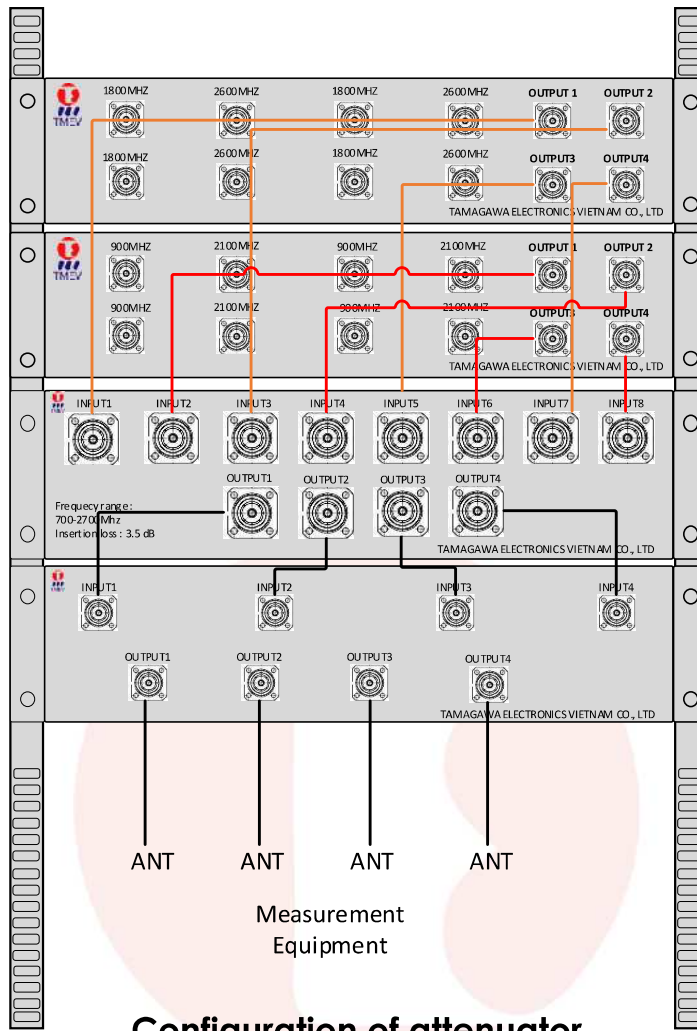 1800MHZ 2600MHZ 1800MHZ 2600MHZ OUTPUT 1 OUTPUT 2
TMEV
1800MHZ 2600MHZ 1800MHZ 2600MHZ OUTPUT3 OUTPUT4
TAMAGAWA ELECTRONICS VIETNAM CO., LTD
900MHZ 2100MHZ 900MHZ 2100MHZ OUTPUT 1 OUTPUT 2
TMEV
900MHZ 2100MHZ 900MHZ 2100MHZ OUTPUT3 OUTPUT4
TAMAGAWA ELECTRONICS VIETNAM CO., LTD
INPUT1 INPUT2 INPUT3 INPUT4 INPUT5 INPUT6 INPUT7 INPUT8
OUTPUT1 OUTPUT2 OUTPUT3 OUTPUT4
Frequecy range:
700-2700Mhz
Insertion loss : 3.5 dB
TAMAGAWA ELECTRONICS VIETNAM CO., LTD
INPUT1 INPUT2 INPUT3 INPUT4
OUTPUT1 OUTPUT2 OUTPUT3 OUTPUT4
TAMAGAWA ELECTRONICS VIETNAM CO., LTD
ANT ANT ANT ANT
Measurement
Equipment
Configuration of attenuator